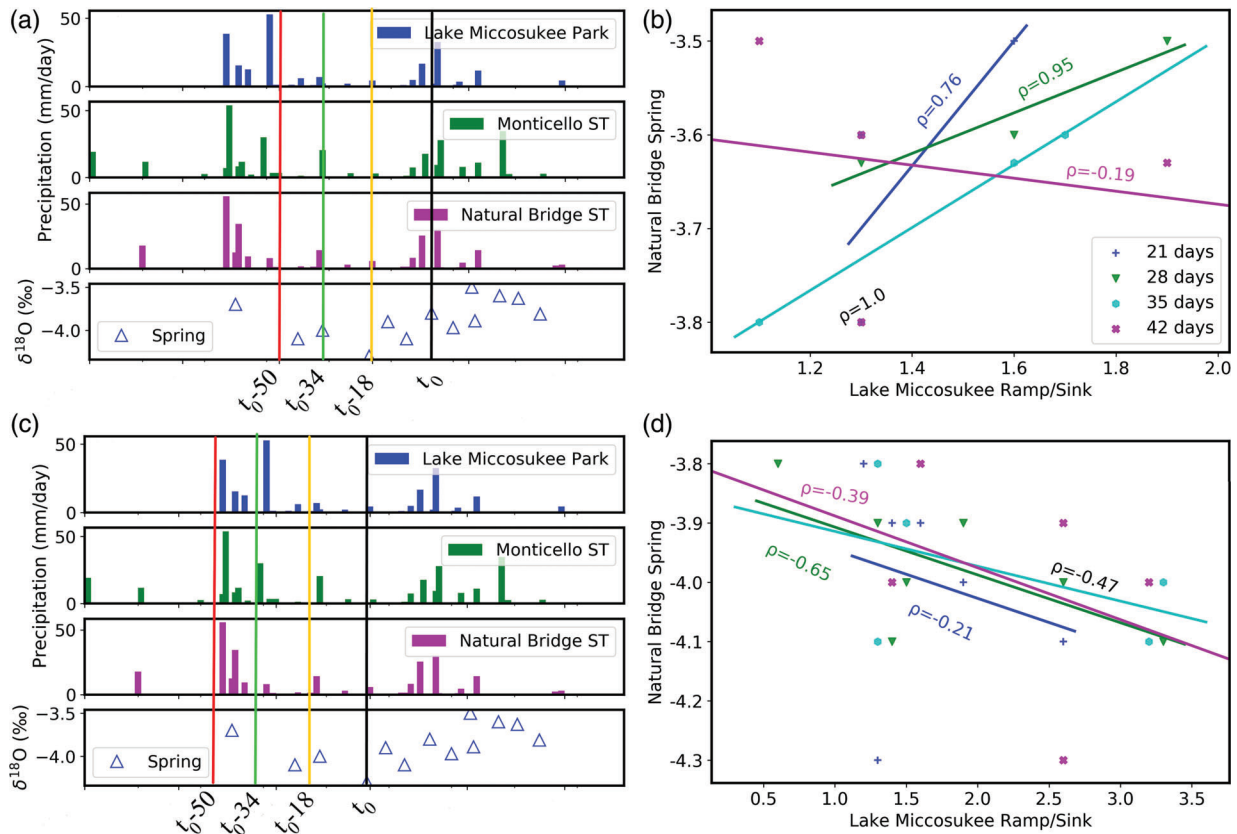 (a)
50
0
Lake Miccosukee Park
50
0
Monticello ST
50
0
Natural Bridge ST
Precipitation (mm/day)
−3.5
−4.0
δ¹⁸O (‰)
Spring
t₀-50
t₀-34
t₀-18
t₀
(b)
Natural Bridge Spring
-3.5
-3.6
-3.7
-3.8
ρ=0.76
ρ=0.95
ρ=-0.19
ρ=1.0
21 days
28 days
35 days
42 days
1.2 1.4 1.6 1.8 2.0
Lake Miccosukee Ramp/Sink
(c)
50
0
Lake Miccosukee Park
50
0
Monticello ST
50
0
Natural Bridge ST
Precipitation (mm/day)
−3.5
−4.0
δ¹⁸O (‰)
Spring
t₀-50
t₀-34
t₀-18
t₀
(d)
Natural Bridge Spring
-3.8
-3.9
-4.0
-4.1
-4.2
-4.3
ρ=-0.39
ρ=-0.65
ρ=-0.47
ρ=-0.21
0.5 1.0 1.5 2.0 2.5 3.0 3.5
Lake Miccosukee Ramp/Sink